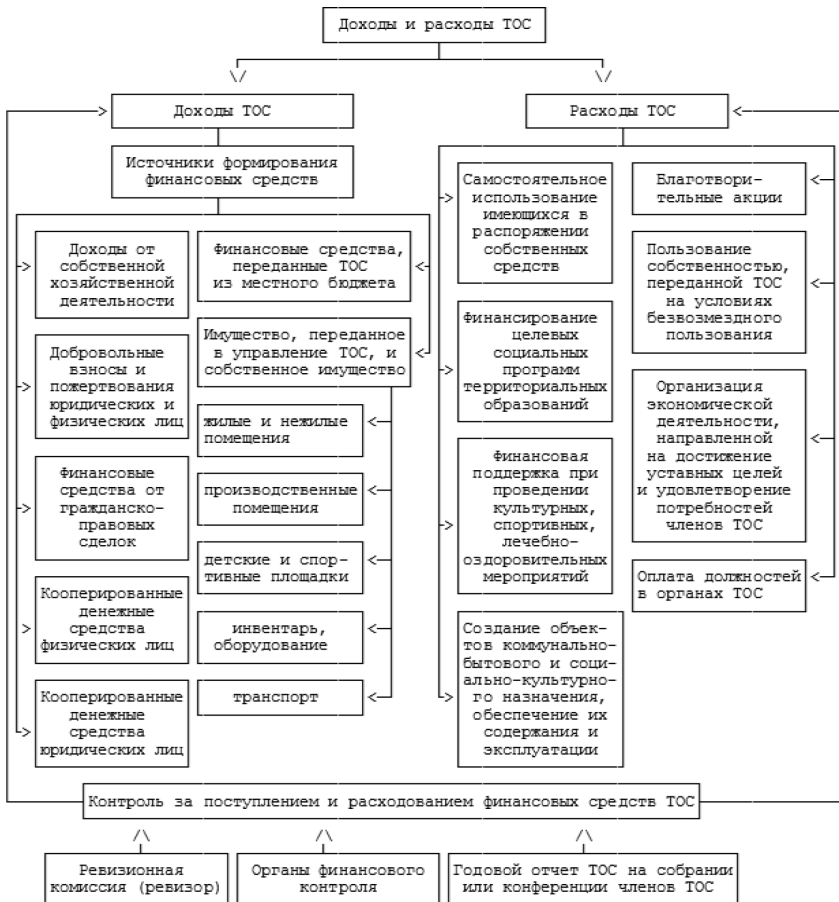 Доходы и расходы ТОС
Доходы ТОС
Расходы ТОС
Источники формирования
финансовых средств
Доходы от
собственной
хозяйственной
деятельности
Добровольные
взносы и
пожертвования
юридических и
физических лиц
Финансовые
средства от
гражданско-
правовых
сделок
Кооперированные
денежные
средства
физических лиц
Кооперированные
денежные
средства
юридических лиц
Финансовые средства,
переданные ТОС
из местного бюджета
Имущество, переданное
в управление ТОС, и
собственное имущество
жилые и нежилые
помещения
производственные
помещения
детские и спор-
тивные площадки
инвентарь,
оборудование
транспорт
Самостоятельное
использование
имеющихся в
распоряжении
собственных
средств
Финансирование
целевых
социальных
программ
территориальных
образований
Финансовая
поддержка при
проведении
культурных,
спортивных,
лечебно-
оздоровительных
мероприятий
Создание объек-
тов коммунально-
бытового и соци-
ально-культурно-
го назначения,
обеспечение их
содержания и
эксплуатации
Благотвори-
тельные акции
Пользование
собственностью,
переданной ТОС
на условиях
безвозмездного
пользования
Организация
экономической
деятельности,
направленной
на достижение
уставных целей
и удовлетворение
потребностей
членов ТОС
Оплата должностей
в органах ТОС
Контроль за поступлением и расходованием финансовых средств ТОС
Ревизионная
комиссия (ревизор)
Органы финансового
контроля
Годовой отчет ТОС на собрании
или конференции членов ТОС